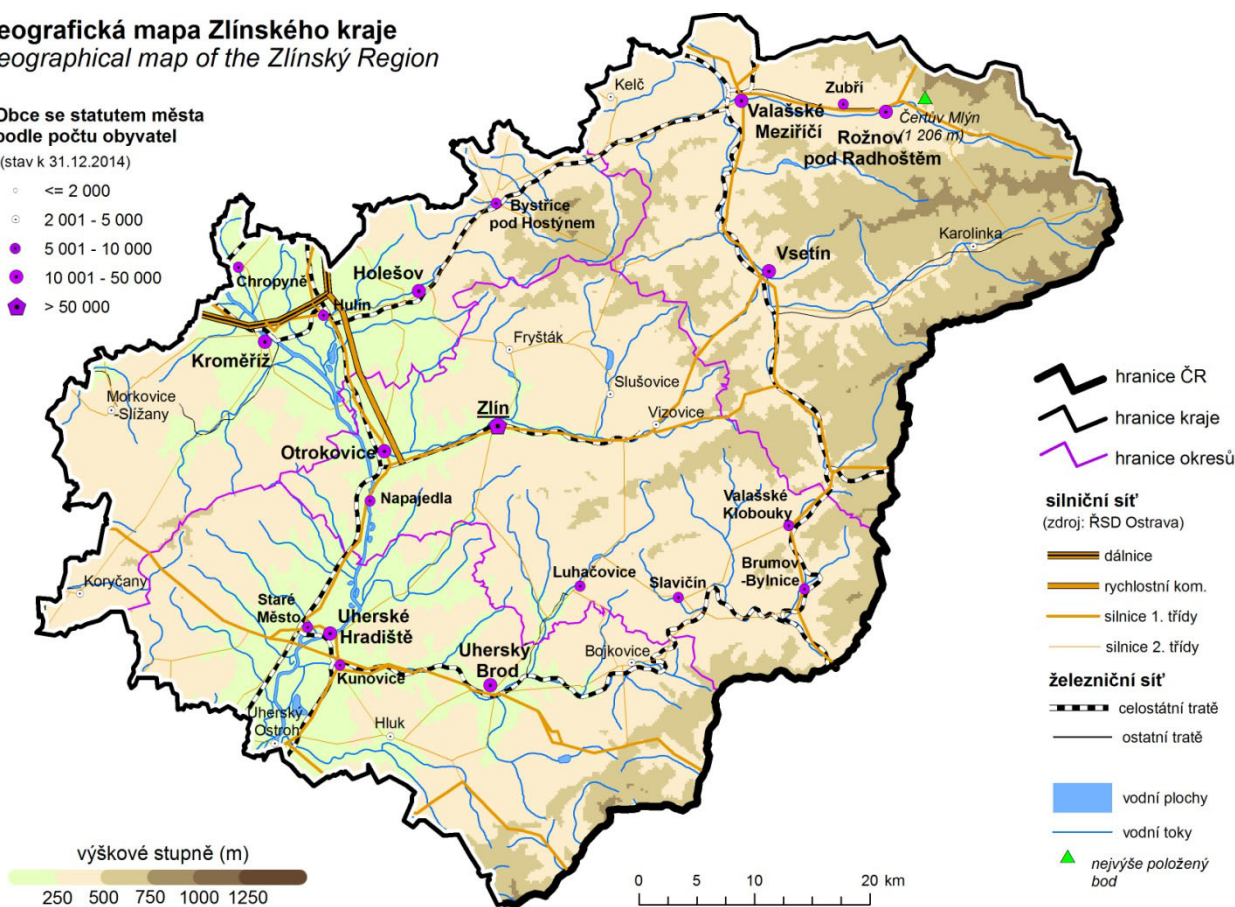 eografická mapa Zlínského kraje
eographical map of the Zlínský Region
Obce se statutem města
podle počtu obyvatel
(stav k 31.12.2014)
<= 2 000
2 001 - 5 000
5 001 - 10 000
10 001 - 50 000
> 50 000
Kelč
Valašské
Meziříčí
Zubří
Rožnov
pod Radhoštěm
Čertův Mlýn
(1 206 m)
Bystřice
pod Hostýnem
Karolinka
Vsetín
Holešov
Chropyně
Hulín
Kroměříž
Fryšták
Slušovice
Morkovice
-Slížany
Zlín
Vizovice
Otrokovice
Napajedla
Valašské
Klobouky
Brumov
-Bylnice
Luhačovice
Slavičín
Koryčany
Staré
Město
Uherské
Hradiště
Kunovice
Uhersky
Brod
Bojkovice
Uherský
Ostroh
Hluk
hranice ČR
hranice kraje
hranice okresů
silniční síť
(zdroj: ŘSD Ostrava)
dálnice
rychlostní kom.
silnice 1. třídy
silnice 2. třídy
železniční síť
celostátní tratě
ostatní tratě
vodní plochy
vodní toky
nejvýše položený
bod
výškové stupně (m)
250 500 750 1000 1250
0 5 10 20 km